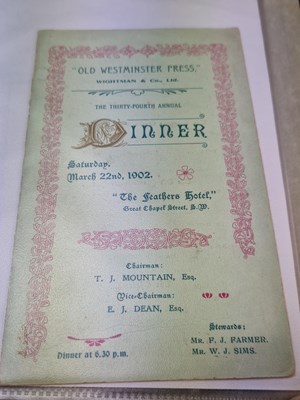 "OLD WESTMINSTER PRESS,"
WHIITMAN & Co., Ltd.
THE THIRTY-FOURTH ANNUAL
DINNER
Saturday,
March 22nd, 1902.
"The Feathers Hotel,"
Great Chapel Street, S.W.
Chairman:
T. J. MOUNTAIN, Esq.
Vice-Chairman:
E. J. DEAN, Esq.
Stewards:
Mr. F. J. FARMER.
Mr. W. J. SIMS.
Dinner at 6.30 p.m.